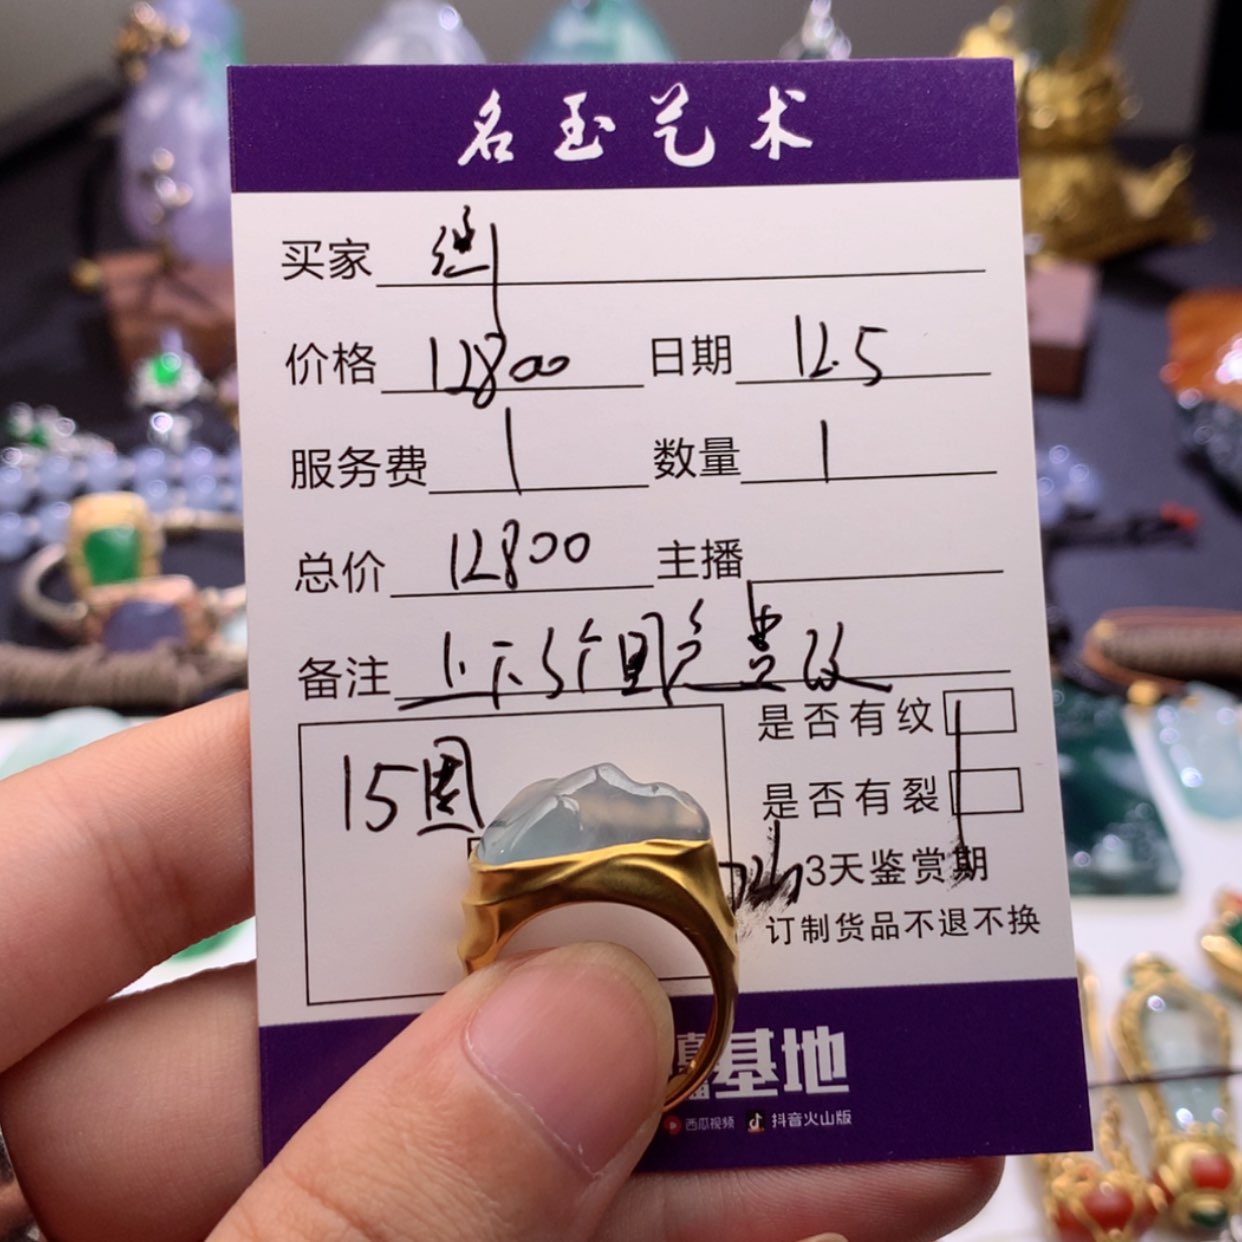 名玉艺术
买家
价格 12800 日期 12.5
服务费 1 数量 1
总价 12800 主播
备注
15周
是否有纹
是否有裂
3天鉴赏期
订制货品不退不换
基地
西瓜视频 抖音火山版